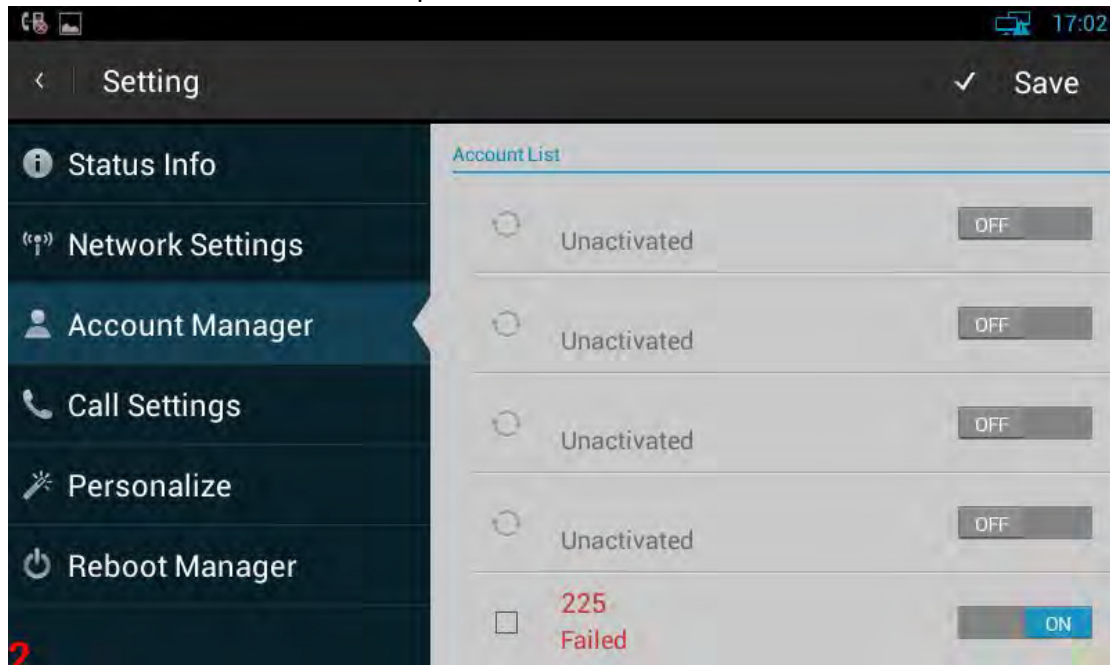 17:02
Setting
Save
Status Info
Network Settings
Account Manager
Call Settings
Personalize
Reboot Manager
2
Account List
Unactivated
OFF
Unactivated
OFF
Unactivated
OFF
Unactivated
OFF
225
Failed
ON